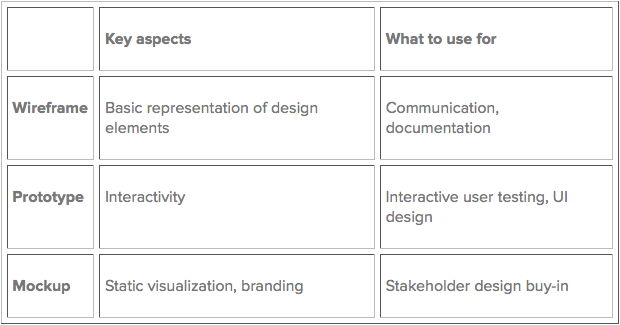 Key aspects
What to use for
Wireframe
Basic representation of design
elements
Communication,
documentation
Prototype
Interactivity
Interactive user testing, UI
design
Mockup
Static visualization, branding
Stakeholder design buy-in